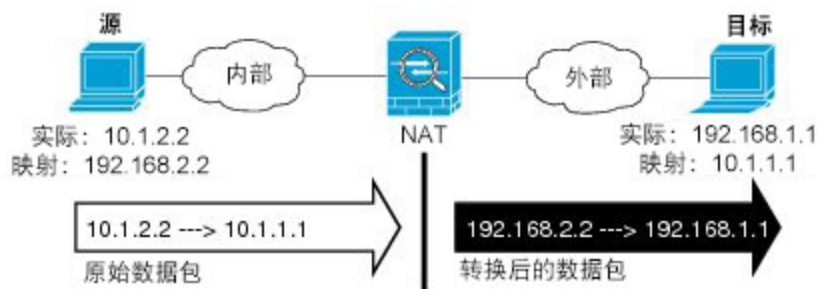 源
目标
内部
外部
NAT
实际：10.1.2.2
映射：192.168.2.2
实际：192.168.1.1
映射：10.1.1.1
10.1.2.2 ---> 10.1.1.1
192.168.2.2 ---> 192.168.1.1
原始数据包
转换后的数据包